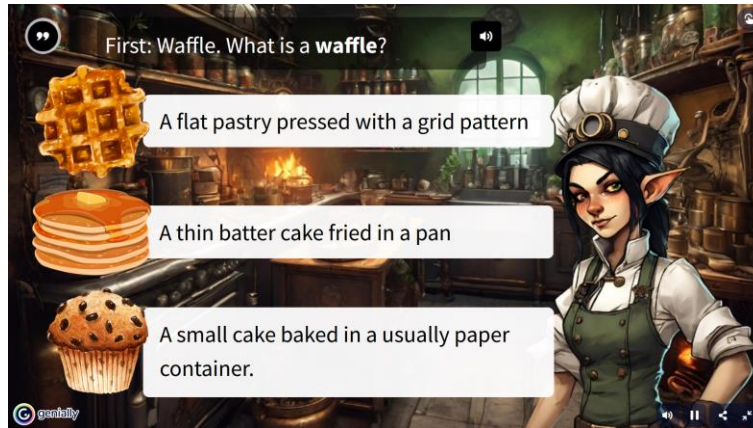 First: Waffle. What is a waffle?
A flat pastry pressed with a grid pattern
A thin batter cake fried in a pan
A small cake baked in a usually paper
container.
genially